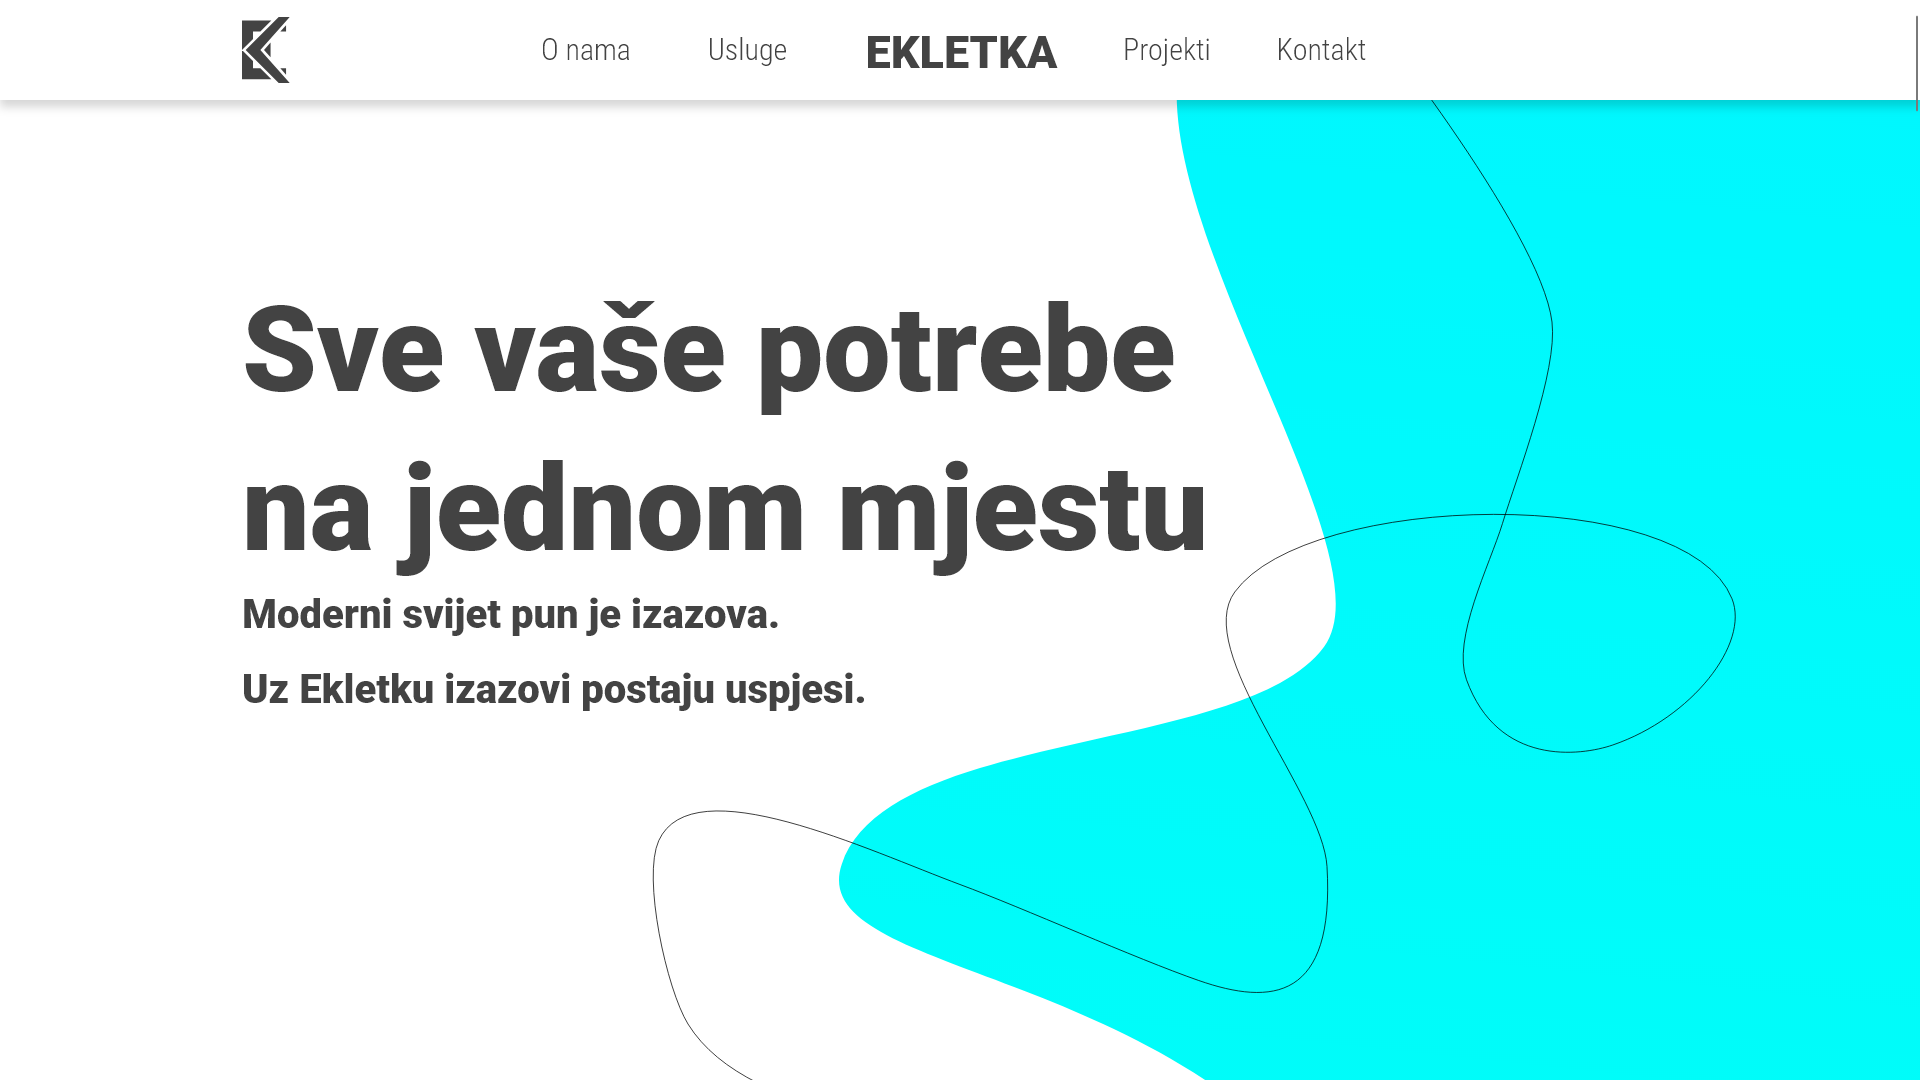 O nama
Usluge
EKLETKA
Projekti
Kontakt
Sve vaše potrebe
na jednom mjestu
Moderni svijet pun je izazova.
Uz Ekletku izazovi postaju uspjesi.